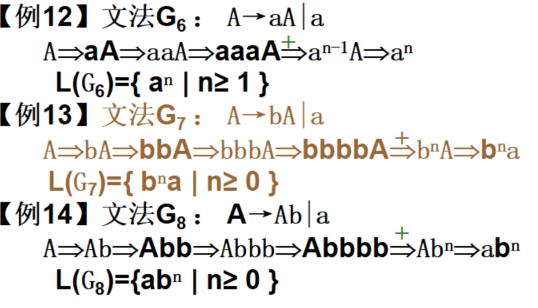 【例12】文法G₆： A→aA|a
A⇒aA⇒aaA⇒aaaA⇒⁺aⁿ⁻¹A⇒aⁿ
L(G₆)={ aⁿ | n≥ 1 }
【例13】文法G₇： A→bA|a
A⇒bA⇒bbA⇒bbbA⇒bbbbA⇒⁺bⁿA⇒bⁿa
L(G₇)={ bⁿa | n≥ 0 }
【例14】文法G₈： A→Ab|a
A⇒Ab⇒Abb⇒Abbb⇒Abbbb⇒⁺Abⁿ⇒abⁿ
L(G₈)={abⁿ | n≥ 0 }